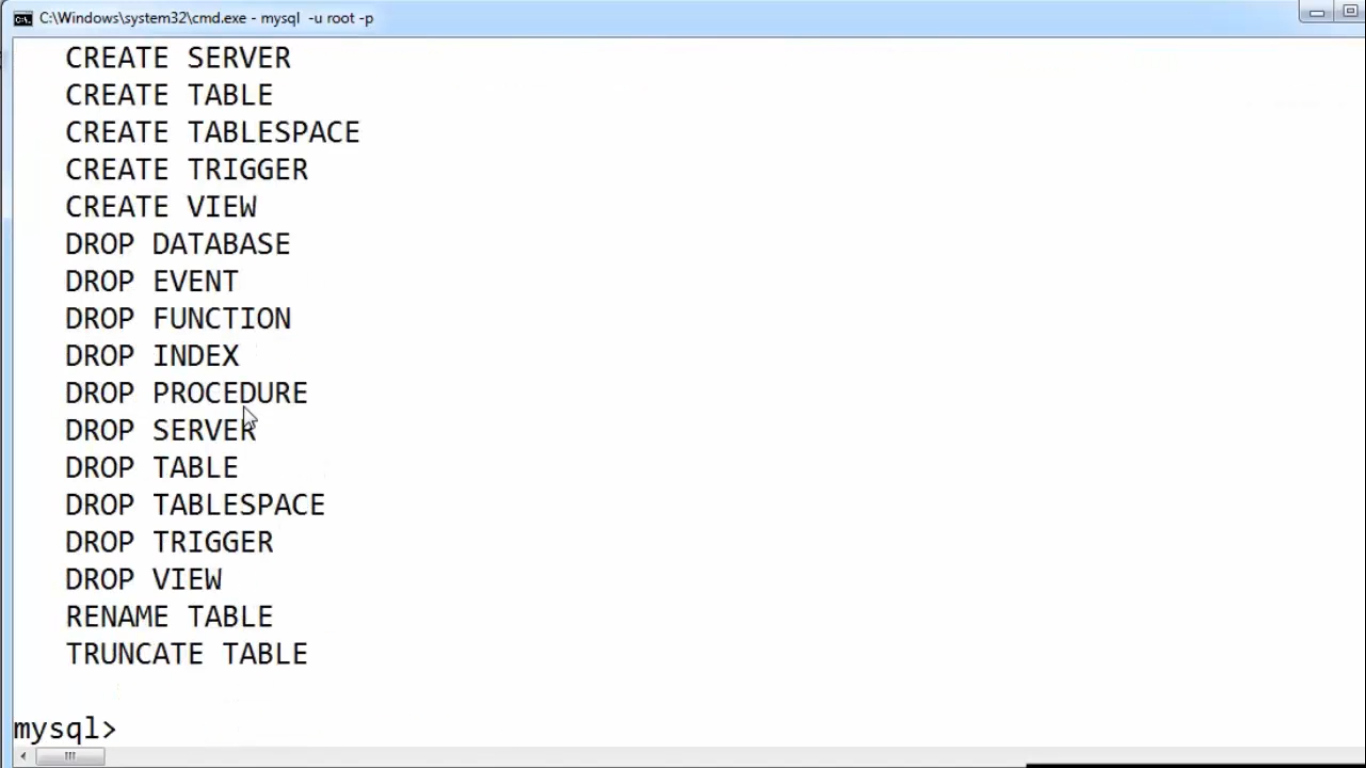 C:\Windows\system32\cmd.exe - mysql  -u root -p
CREATE SERVER
CREATE TABLE
CREATE TABLESPACE
CREATE TRIGGER
CREATE VIEW
DROP DATABASE
DROP EVENT
DROP FUNCTION
DROP INDEX
DROP PROCEDURE
DROP SERVER
DROP TABLE
DROP TABLESPACE
DROP TRIGGER
DROP VIEW
RENAME TABLE
TRUNCATE TABLE
mysql>